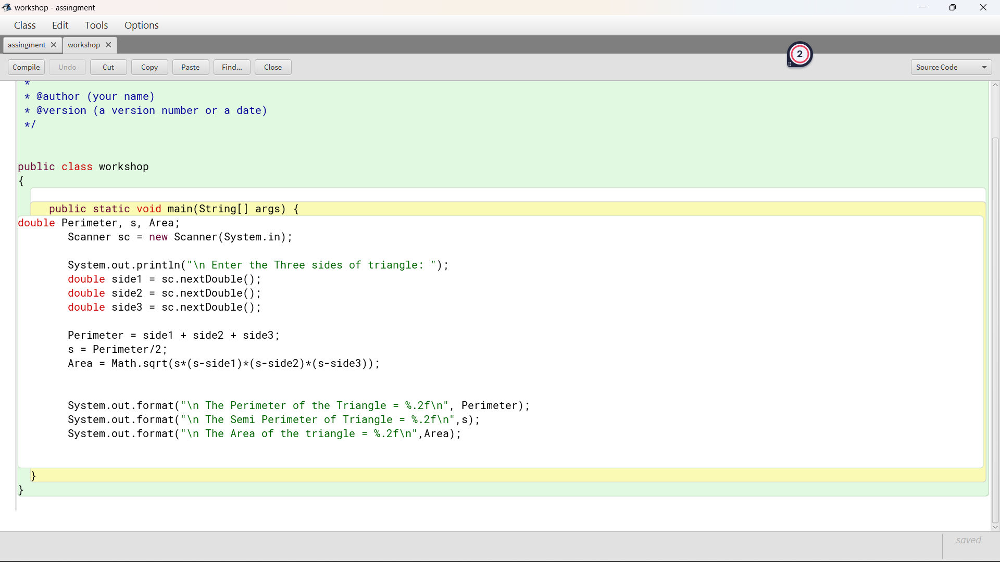 workshop - assingment
Class Edit Tools Options
assingment workshop
2
Compile Undo Cut Copy Paste Find... Close Source Code
*
* @author (your name)
* @version (a version number or a date)
*/
public class workshop
{
public static void main(String[] args) {
double Perimeter, s, Area;
Scanner sc = new Scanner(System.in);
System.out.println("\n Enter the Three sides of triangle: ");
double side1 = sc.nextDouble();
double side2 = sc.nextDouble();
double side3 = sc.nextDouble();
Perimeter = side1 + side2 + side3;
s = Perimeter/2;
Area = Math.sqrt(s*(s-side1)*(s-side2)*(s-side3));
System.out.format("\n The Perimeter of the Triangle = %.2f\n", Perimeter);
System.out.format("\n The Semi Perimeter of Triangle = %.2f\n",s);
System.out.format("\n The Area of the triangle = %.2f\n",Area);
}
}
saved